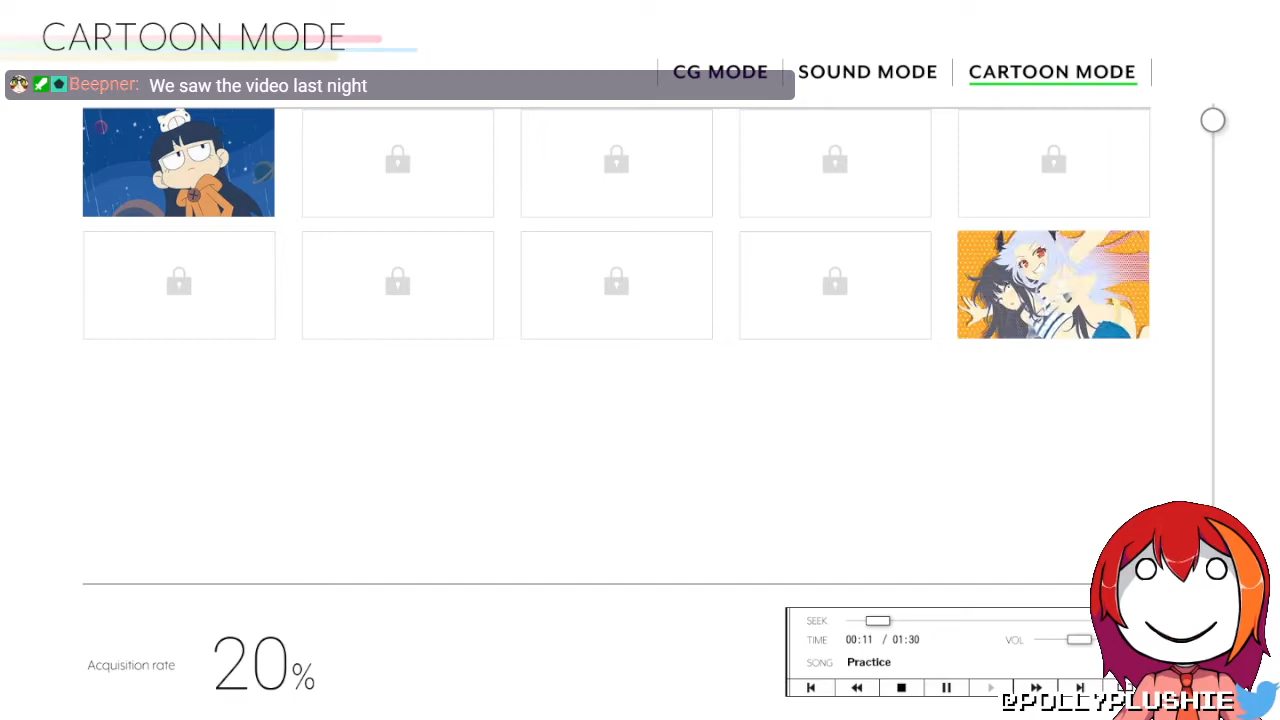 CARTOON MODE
CG MODE SOUND MODE CARTOON MODE
Beepner: We saw the video last night
Acquisition rate 20%
SEEK
TIME 00:11 / 01:30 VOL
SONG Practice
@POLLYPLUSHIE